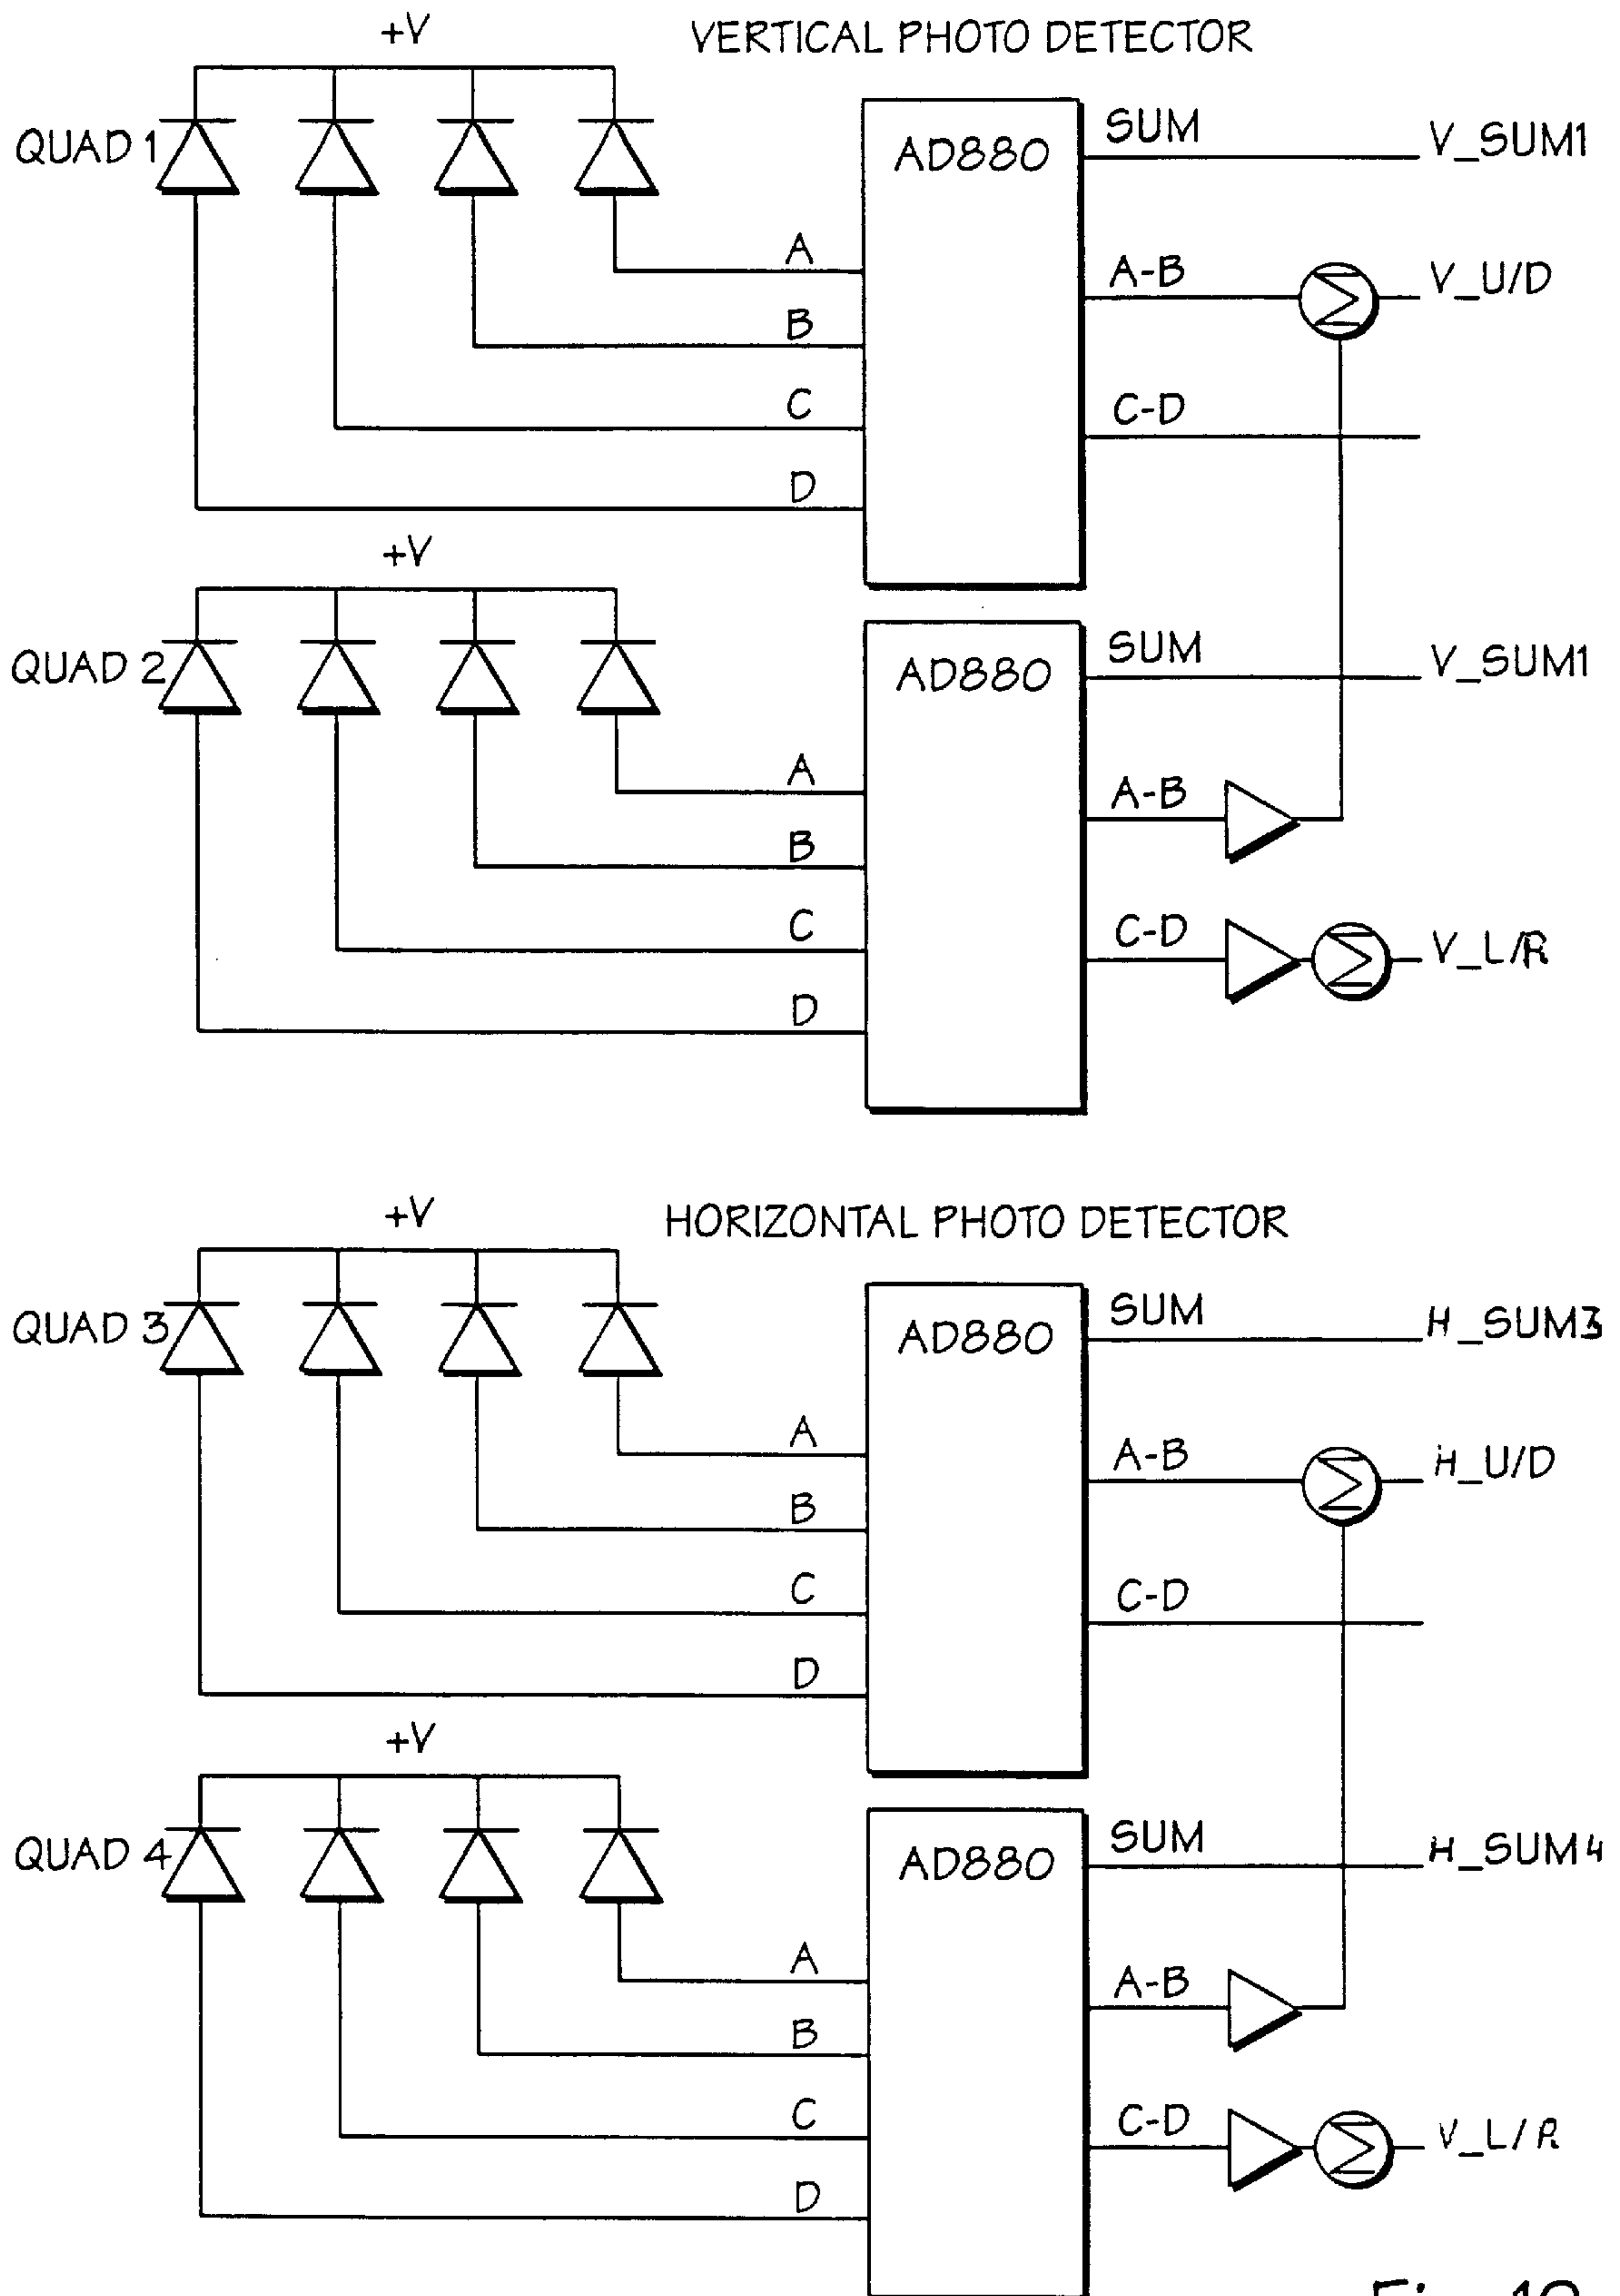 +V
VERTICAL PHOTO DETECTOR
QUAD 1
AD880
SUM
V_SUM1
A
A-B
V_U/D
B
C
C-D
D
+V
QUAD 2
AD880
SUM
V_SUM1
A
A-B
B
C
C-D
V_L/R
D
+V
HORIZONTAL PHOTO DETECTOR
QUAD 3
AD880
SUM
H_SUM3
A
A-B
H_U/D
B
C
C-D
D
+V
QUAD 4
AD880
SUM
H_SUM4
A
A-B
B
C
C-D
V_L/R
D